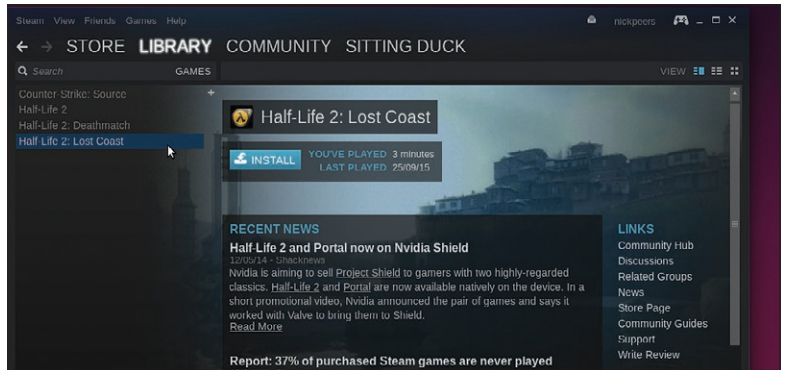 Steam View Friends Games Help
nickpeers
STORE LIBRARY COMMUNITY SITTING DUCK
Search GAMES
VIEW
Counter-Strike: Source
Half-Life 2
Half-Life 2: Deathmatch
Half-Life 2: Lost Coast
Half-Life 2: Lost Coast
INSTALL
YOU'VE PLAYED 3 minutes
LAST PLAYED 25/09/15
RECENT NEWS
Half-Life 2 and Portal now on Nvidia Shield
12/05/14 - Shacknews
Nvidia is aiming to sell Project Shield to gamers with two highly-regarded
classics. Half-Life 2 and Portal are now available natively on the device. In a
short promotional video, Nvidia announced the pair of games and says it
worked with Valve to bring them to Shield.
Read More
Report: 37% of purchased Steam games are never played
LINKS
Community Hub
Discussions
Related Groups
News
Store Page
Community Guides
Support
Write Review